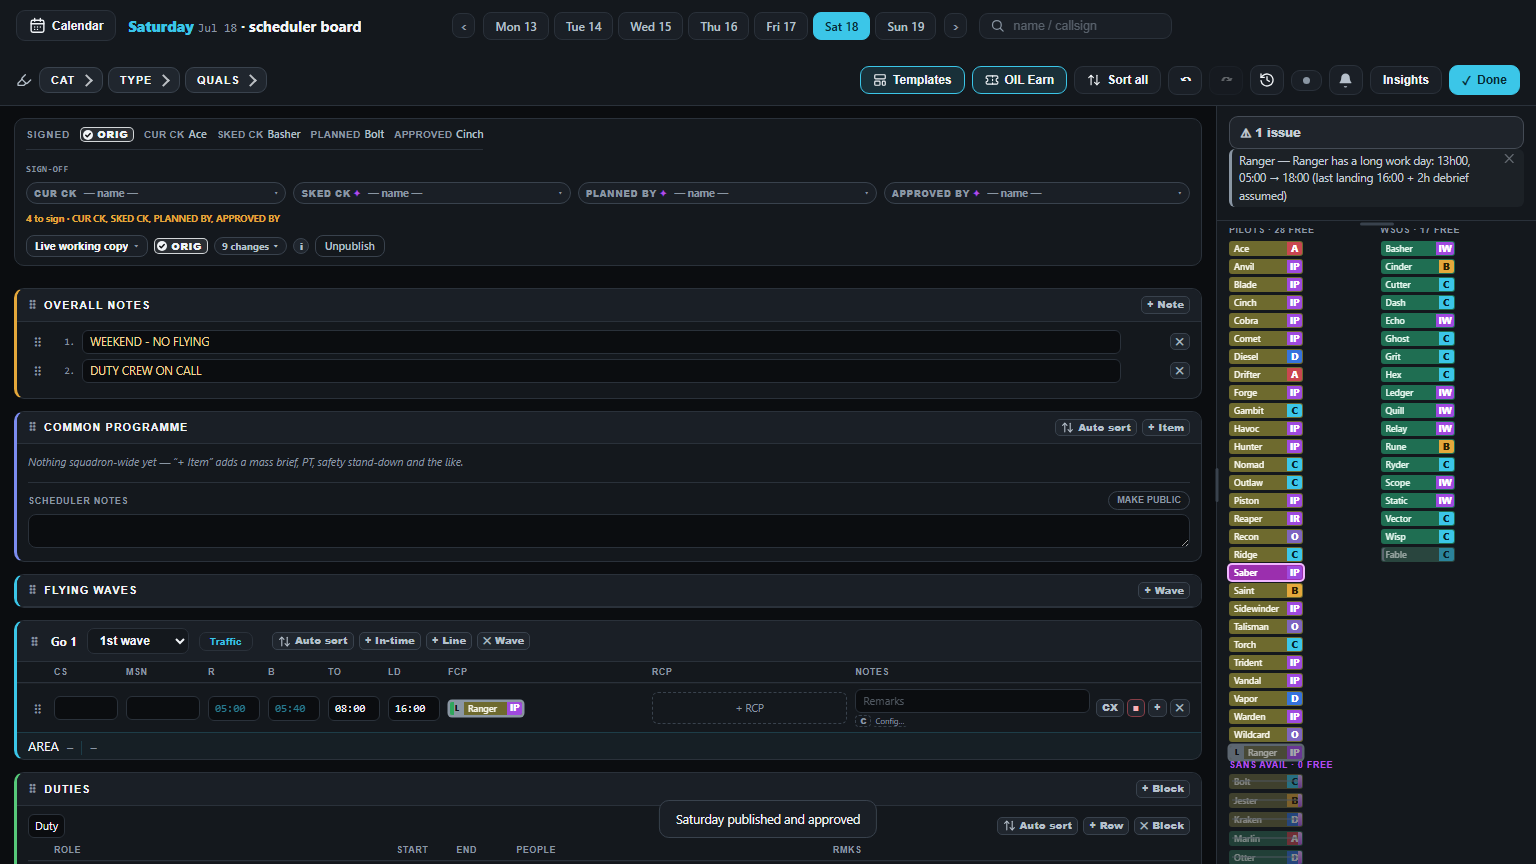 Calendar
Saturday Jul 18 · scheduler board
‹ Mon 13 Tue 14 Wed 15 Thu 16 Fri 17 Sat 18 Sun 19 ›
name / callsign
CAT TYPE QUALS
Templates OIL Earn Sort all Insights ✓ Done
SIGNED ORIG CUR CK Ace SKED CK Basher PLANNED Bolt APPROVED Cinch
SIGN-OFF
CUR CK — name — SKED CK ✦ — name — PLANNED BY ✦ — name — APPROVED BY ✦ — name —
4 to sign · CUR CK, SKED CK, PLANNED BY, APPROVED BY
Live working copy ORIG 9 changes i Unpublish
OVERALL NOTES + Note
1. WEEKEND - NO FLYING
2. DUTY CREW ON CALL
COMMON PROGRAMME Auto sort + Item
Nothing squadron-wide yet — "+ Item" adds a mass brief, PT, safety stand-down and the like.
SCHEDULER NOTES MAKE PUBLIC
FLYING WAVES + Wave
Go 1 1st wave Traffic Auto sort + In-time + Line ✕ Wave
CS MSN R B TO LD FCP RCP NOTES
05:00 05:40 08:00 16:00 L Ranger IP + RCP Remarks CX + ✕
C Config...
AREA – –
DUTIES + Block
Duty Auto sort + Row ✕ Block
ROLE START END PEOPLE RMKS
Saturday published and approved
⚠ 1 issue
Ranger — Ranger has a long work day: 13h00,
05:00 → 18:00 (last landing 16:00 + 2h debrief
assumed)
PILOTS · 28 FREE
Ace A
Anvil IP
Blade IP
Cinch IP
Cobra IP
Comet IP
Diesel D
Drifter A
Forge IP
Gambit C
Havoc IP
Hunter IP
Nomad C
Outlaw C
Piston IP
Reaper IR
Recon O
Ridge C
Saber IP
Saint B
Sidewinder IP
Talisman O
Torch C
Trident IP
Vandal IP
Vapor D
Warden IP
Wildcard O
L Ranger IP
WSOS · 17 FREE
Basher IW
Cinder B
Cutter C
Dash C
Echo IW
Ghost C
Grit C
Hex C
Ledger IW
Quill IW
Relay IW
Rune B
Ryder C
Scope IW
Static IW
Vector C
Wisp C
Fable C
SANS AVAIL · 0 FREE
Bolt C
Jester B
Kraken D
Marlin A
Otter D